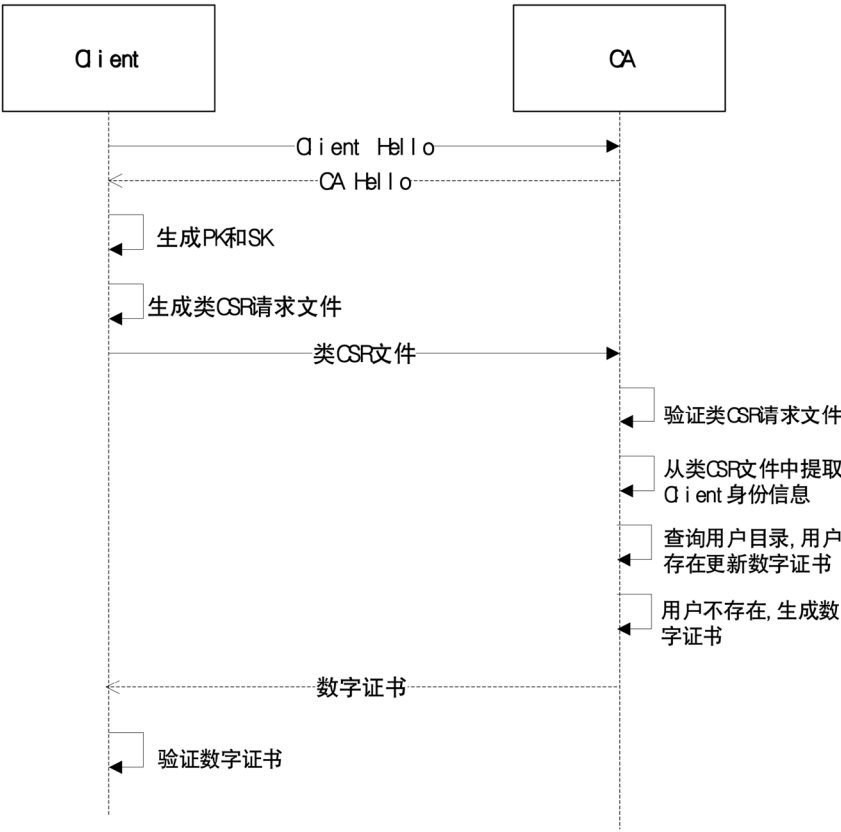 Client
CA
Client Hello
CA Hello
生成PK和SK
生成类CSR请求文件
类CSR文件
验证类CSR请求文件
从类CSR文件中提取
Client身份信息
查询用户目录,用户
存在更新数字证书
用户不存在,生成数
字证书
数字证书
验证数字证书